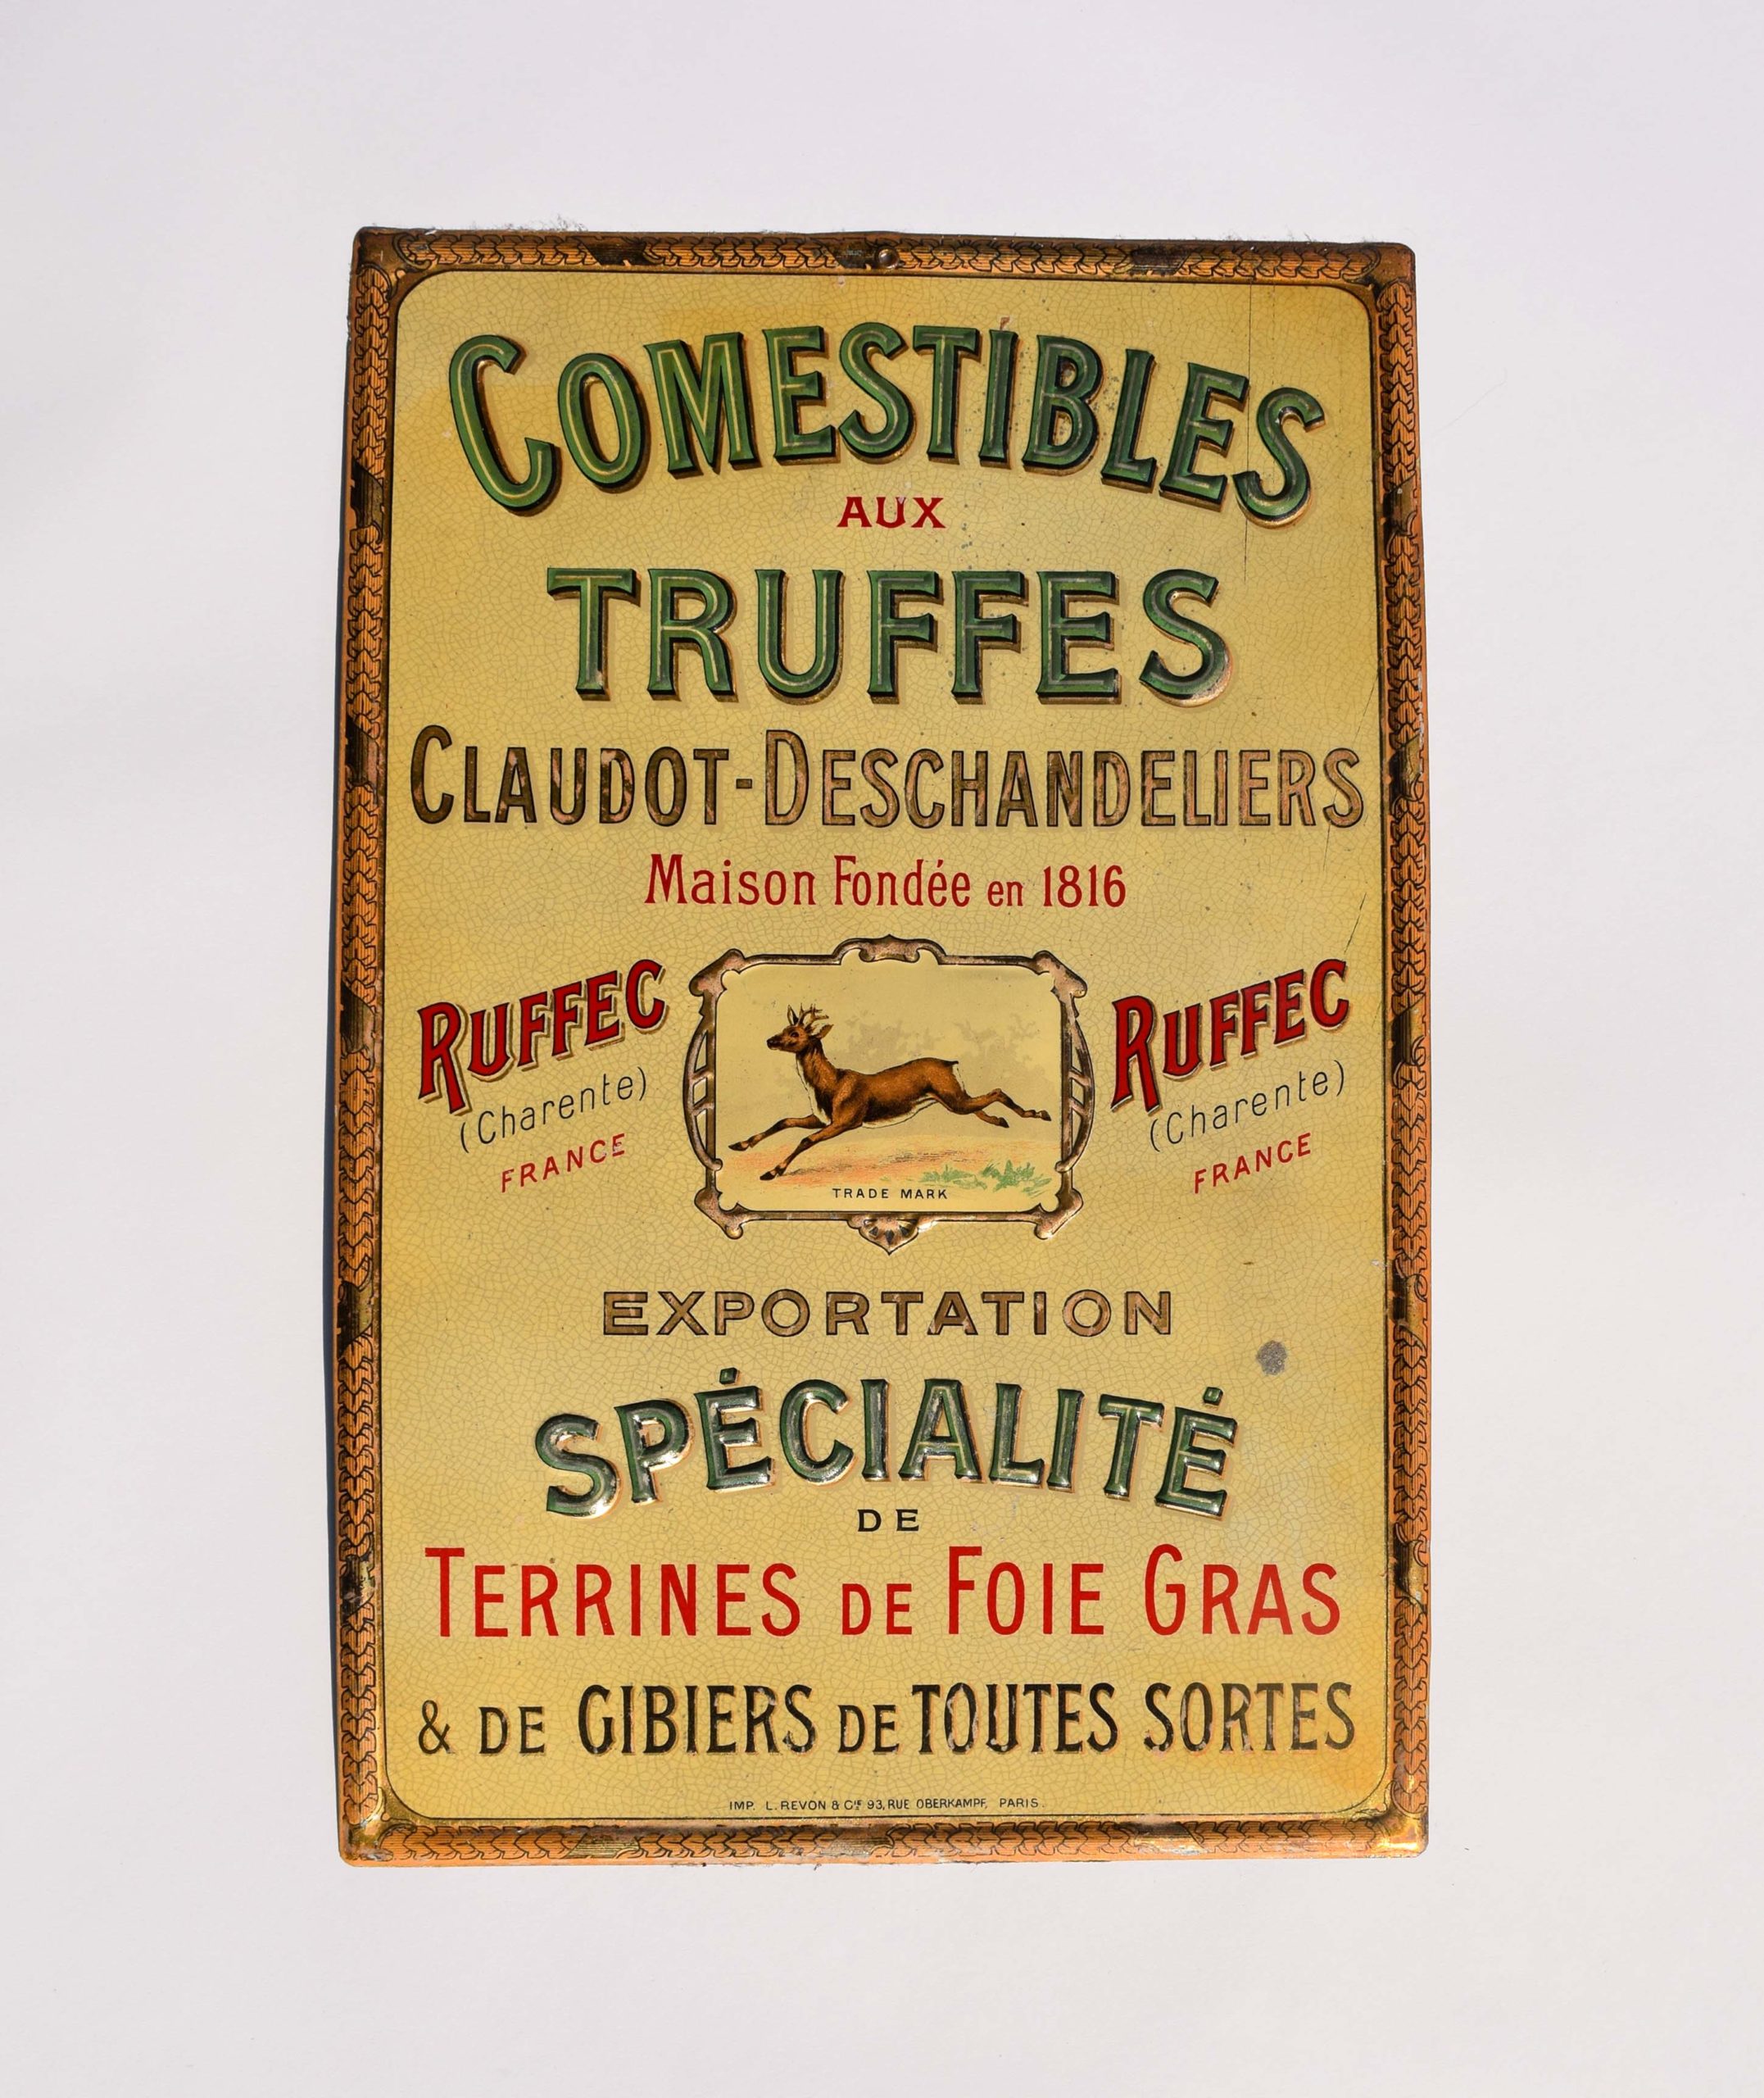 COMESTIBLES
AUX
TRUFFES
CLAUDOT-DESCHANDELIERS
Maison Fondée en 1816
RUFFEC
(Charente)
FRANCE
TRADE MARK
RUFFEC
(Charente)
FRANCE
EXPORTATION
SPÉCIALITÉ
DE
TERRINES DE FOIE GRAS
& DE GIBIERS DE TOUTES SORTES
IMP. L. REVON & CIE 93, RUE OBERKAMPF, PARIS.